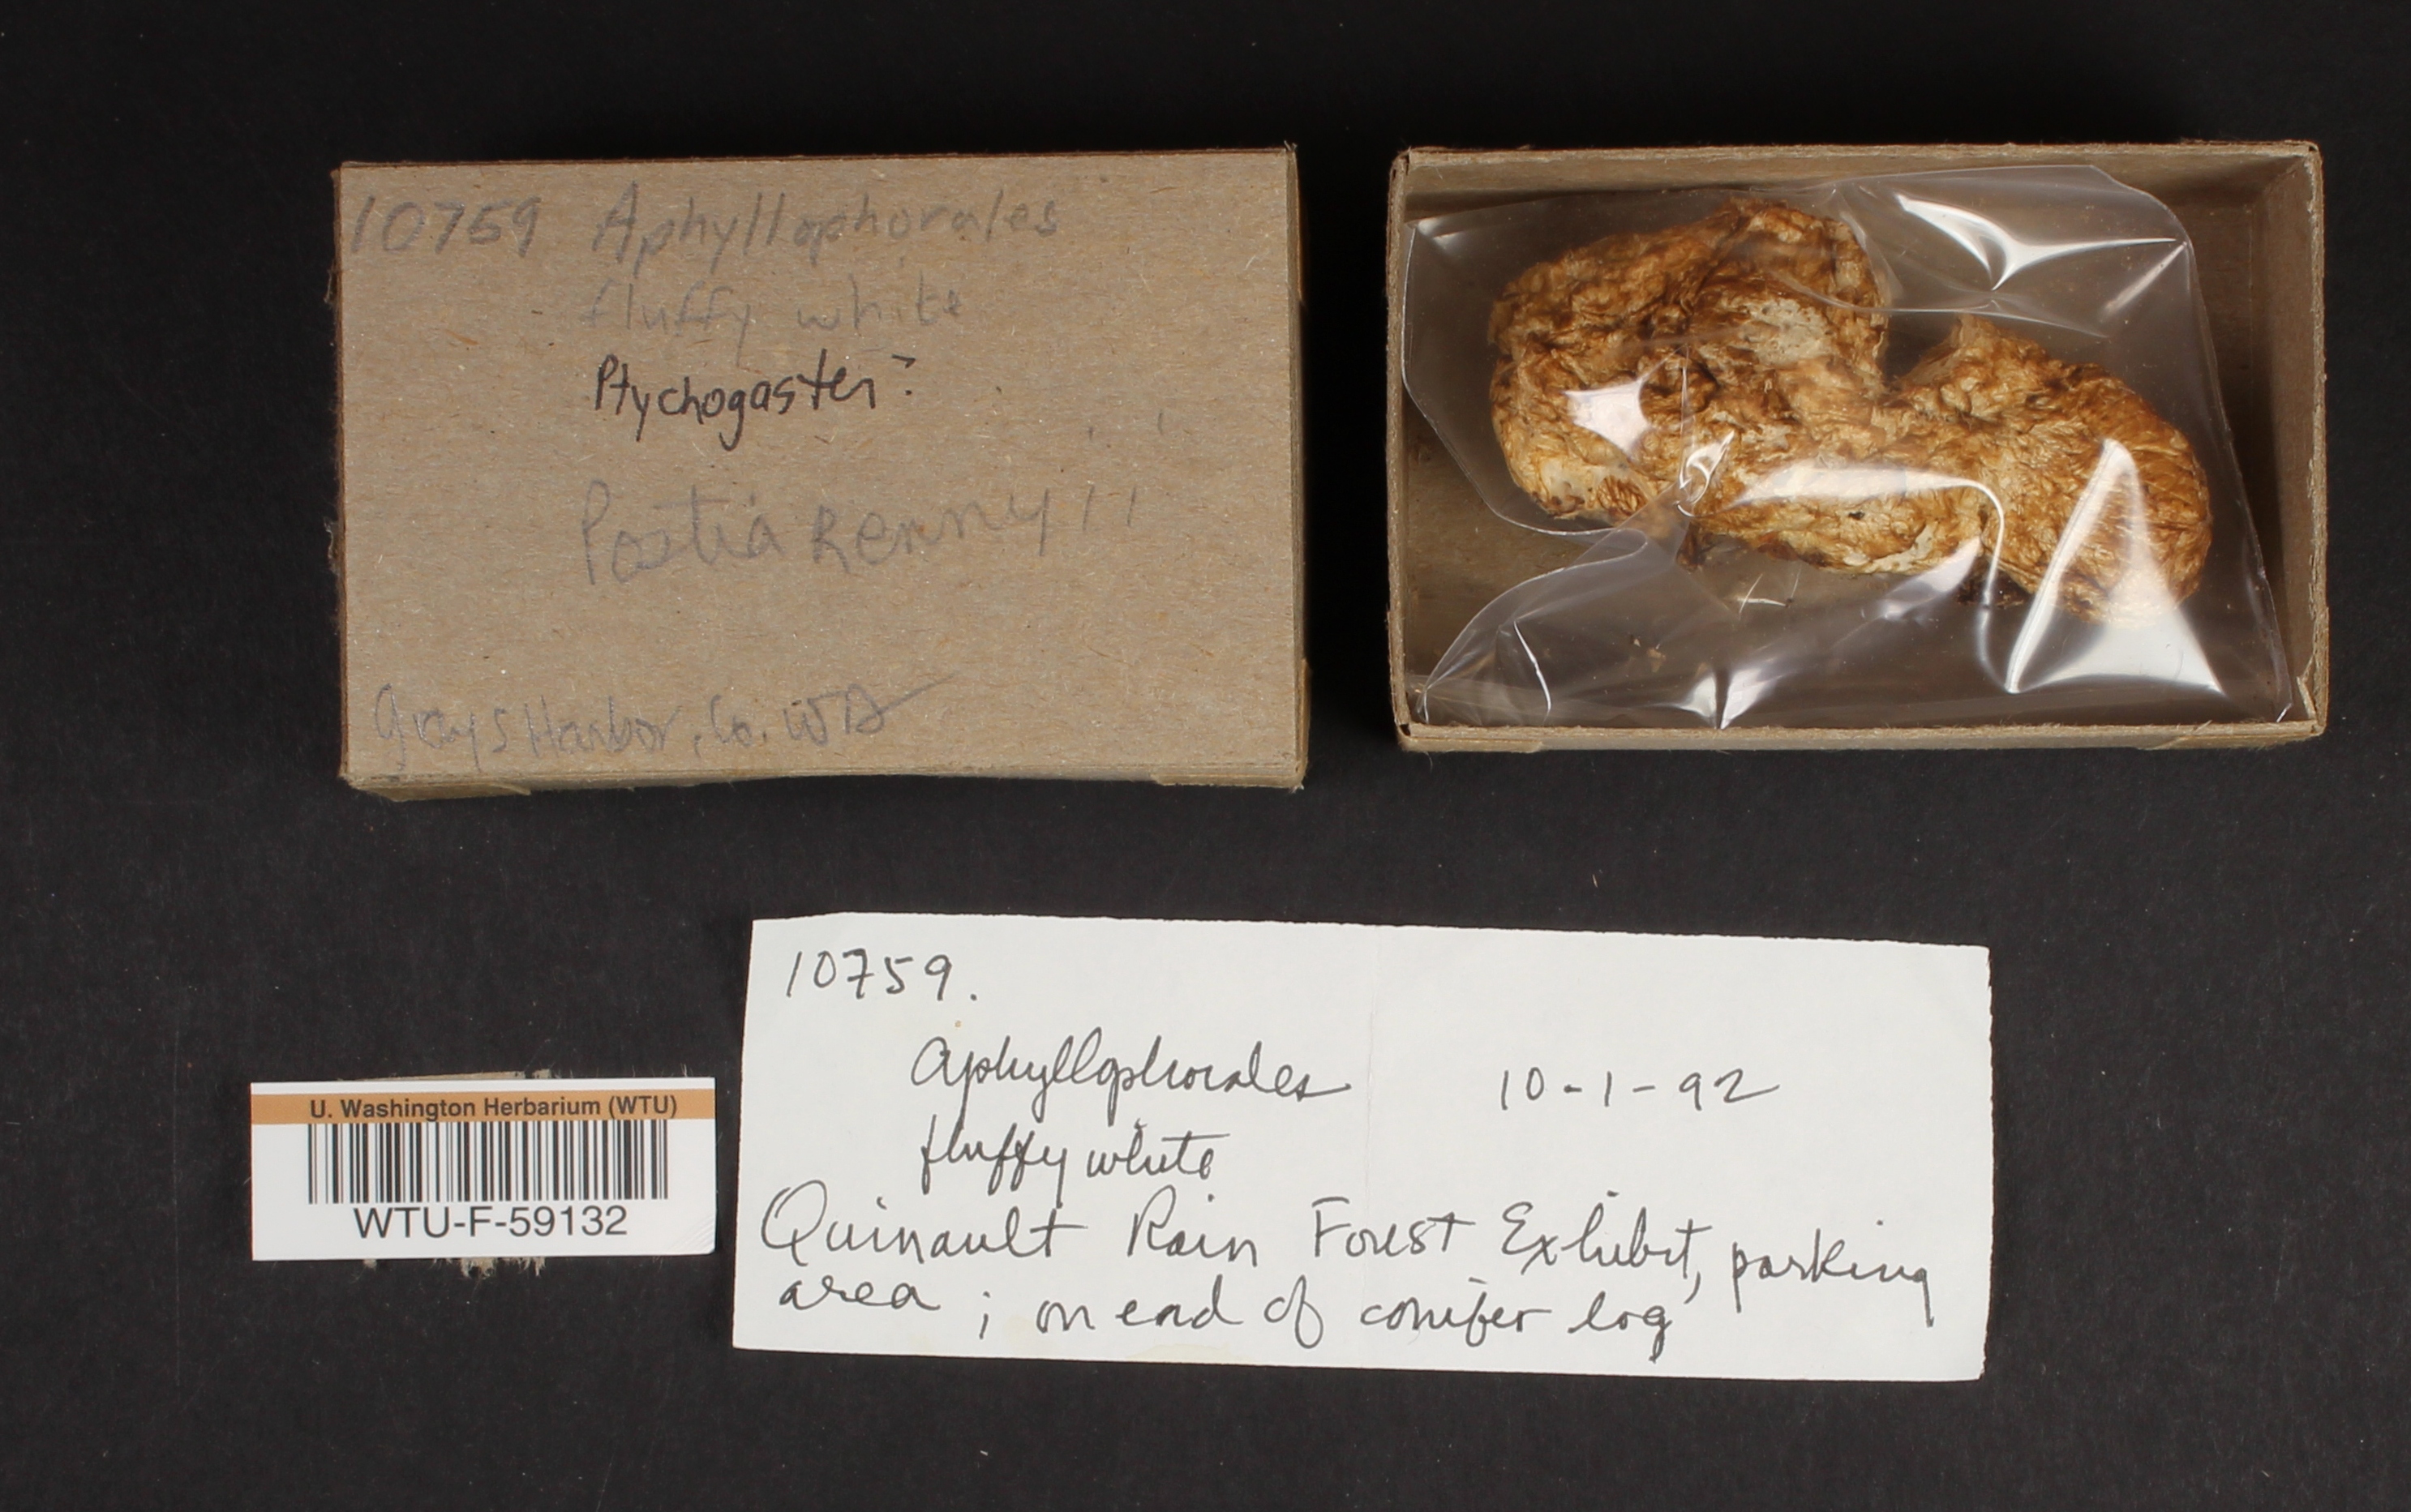 10759 Aphyllophorales
fluffy white
Ptychogaster?
Postia Rennyii
Grays Harbor, Co. WA
U. Washington Herbarium (WTU)
WTU-F-59132
10759.
Aphyllophorales 10-1-92
fluffy white
Quinault Rain Forest Exhibit, parking
area ; on end of conifer log